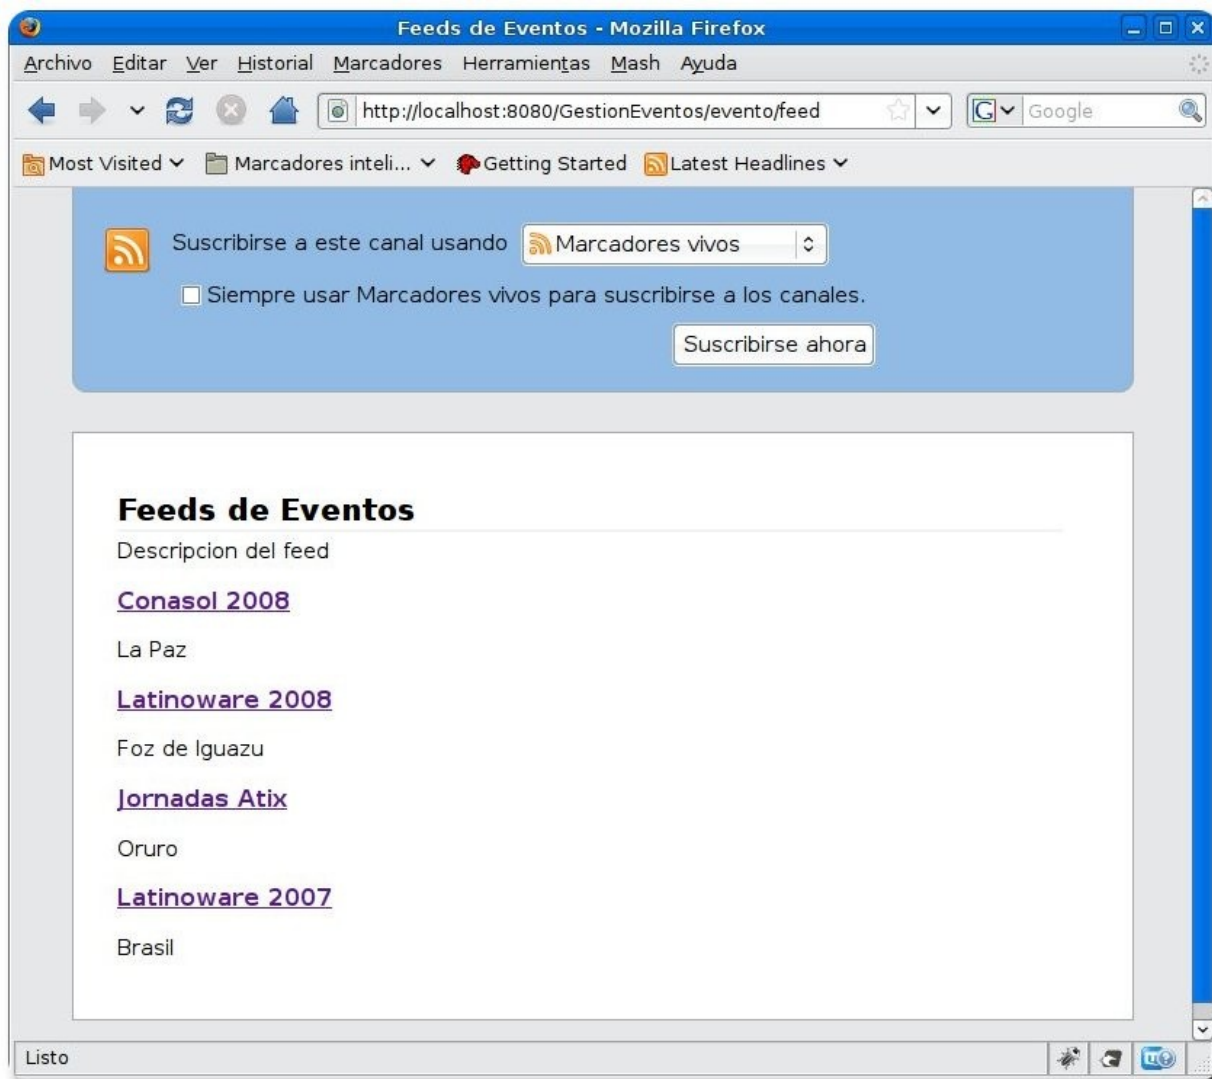 Feeds de Eventos - Mozilla Firefox
Archivo Editar Ver Historial Marcadores Herramientas Mash Ayuda
http://localhost:8080/GestionEventos/evento/feed G Google
Most Visited Marcadores inteli... Getting Started Latest Headlines
Suscribirse a este canal usando Marcadores vivos
Siempre usar Marcadores vivos para suscribirse a los canales.
Suscribirse ahora
Feeds de Eventos
Descripcion del feed
Conasol 2008
La Paz
Latinoware 2008
Foz de Iguazu
Jornadas Atix
Oruro
Latinoware 2007
Brasil
Listo